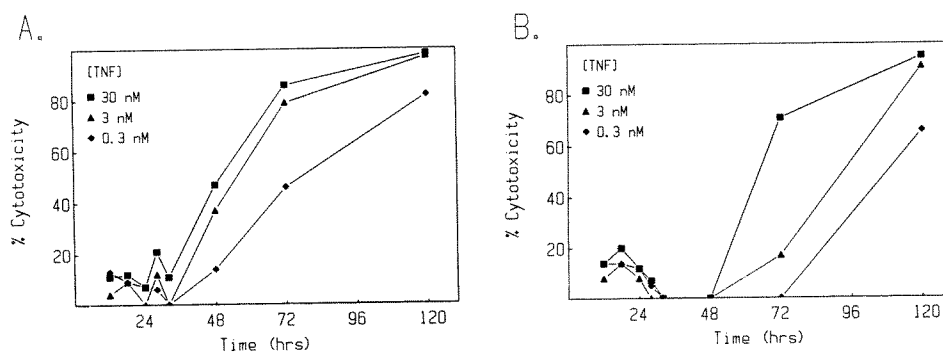 A.
[TNF]
■ 30 nM
▲ 3 nM
◆ 0.3 nM
80
60
40
20
% Cytotoxicity
24 48 72 96 120
Time (hrs)
B.
[TNF]
■ 30 nM
▲ 3 nM
◆ 0.3 nM
80
60
40
20
% Cytotoxicity
24 48 72 96 120
Time (hrs)